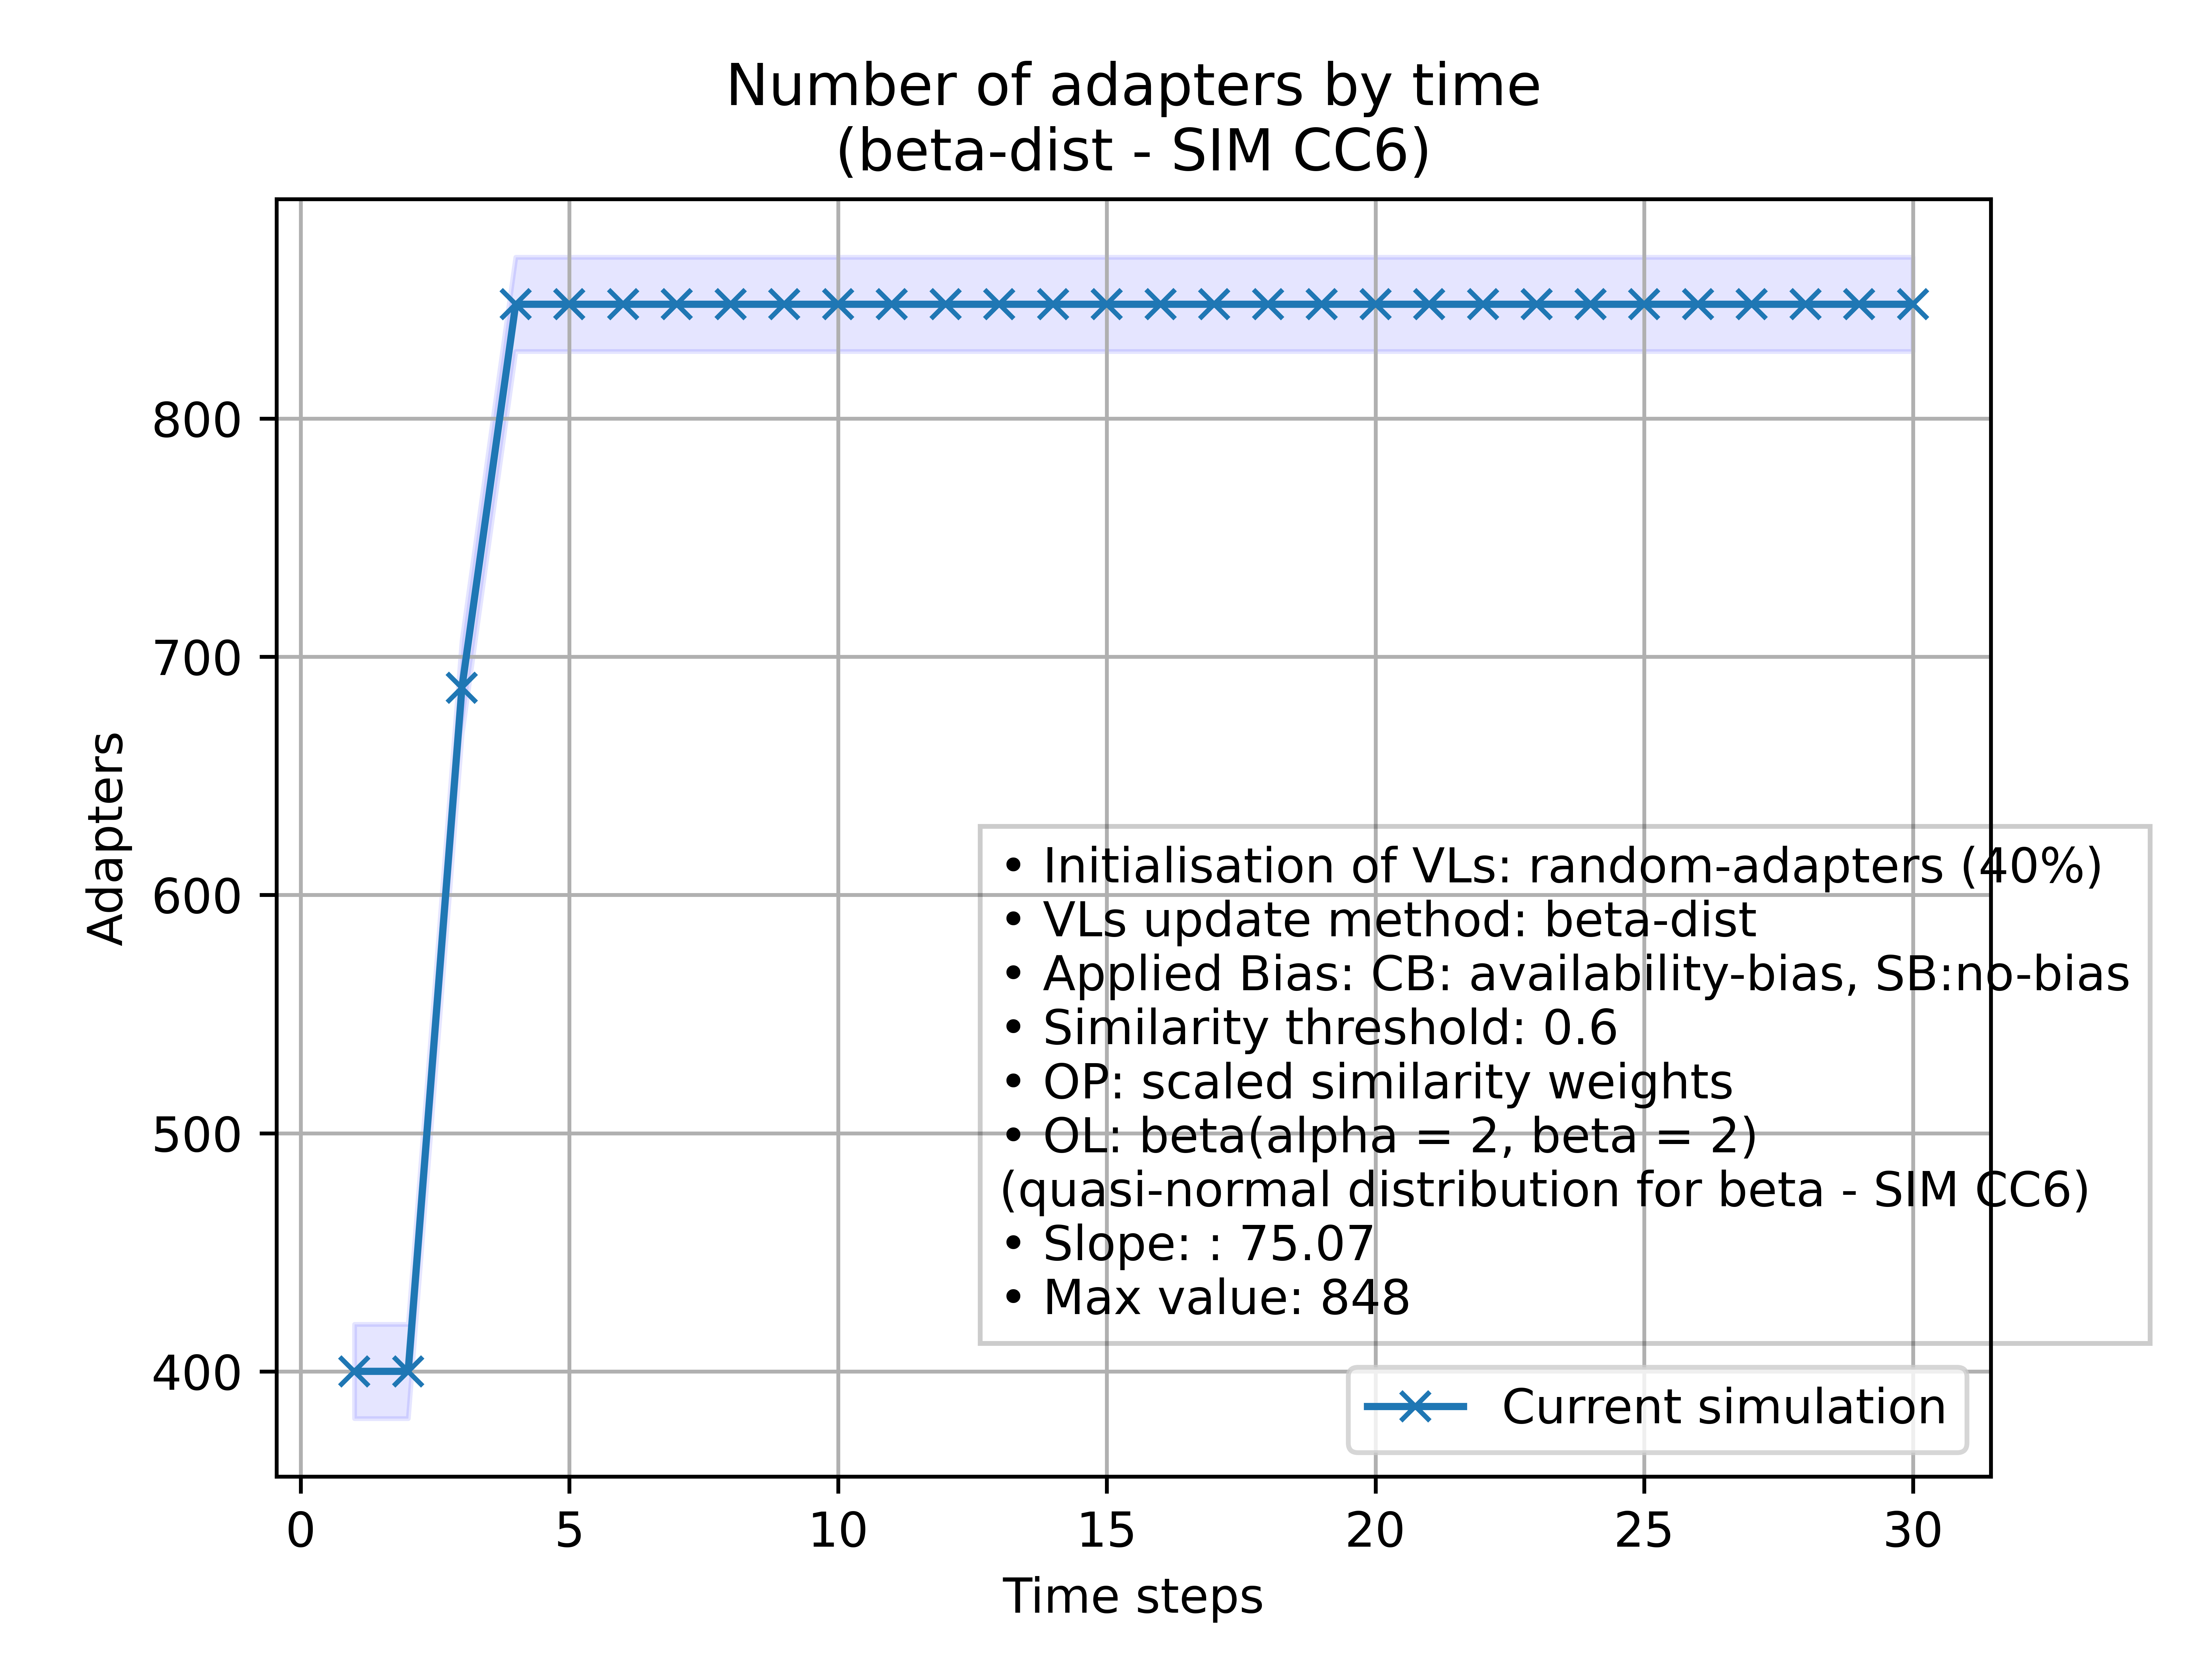 Number of adapters by time
(beta-dist - SIM CC6)
Adapters
800
700
600
500
400
• Initialisation of VLs: random-adapters (40%)
• VLs update method: beta-dist
• Applied Bias: CB: availability-bias, SB:no-bias
• Similarity threshold: 0.6
• OP: scaled similarity weights
• OL: beta(alpha = 2, beta = 2)
(quasi-normal distribution for beta - SIM CC6)
• Slope: : 75.07
• Max value: 848
Current simulation
0 5 10 15 20 25 30
Time steps